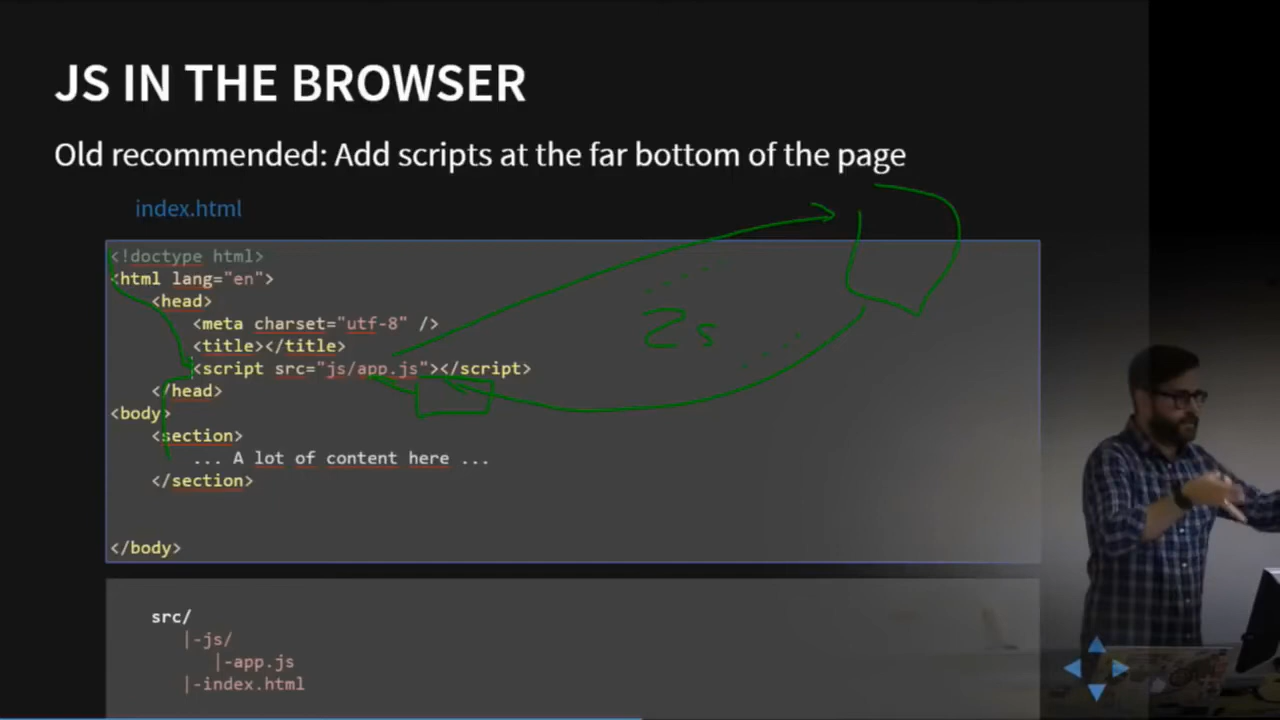 JS IN THE BROWSER
Old recommended: Add scripts at the far bottom of the page
index.html
<!doctype html>
<html lang="en">
<head>
<meta charset="utf-8" />
<title></title>
<script src="js/app.js"></script>
2s
</head>
<body>
<section>
... A lot of content here ...
</section>
</body>
src/
|-js/
|-app.js
|-index.html